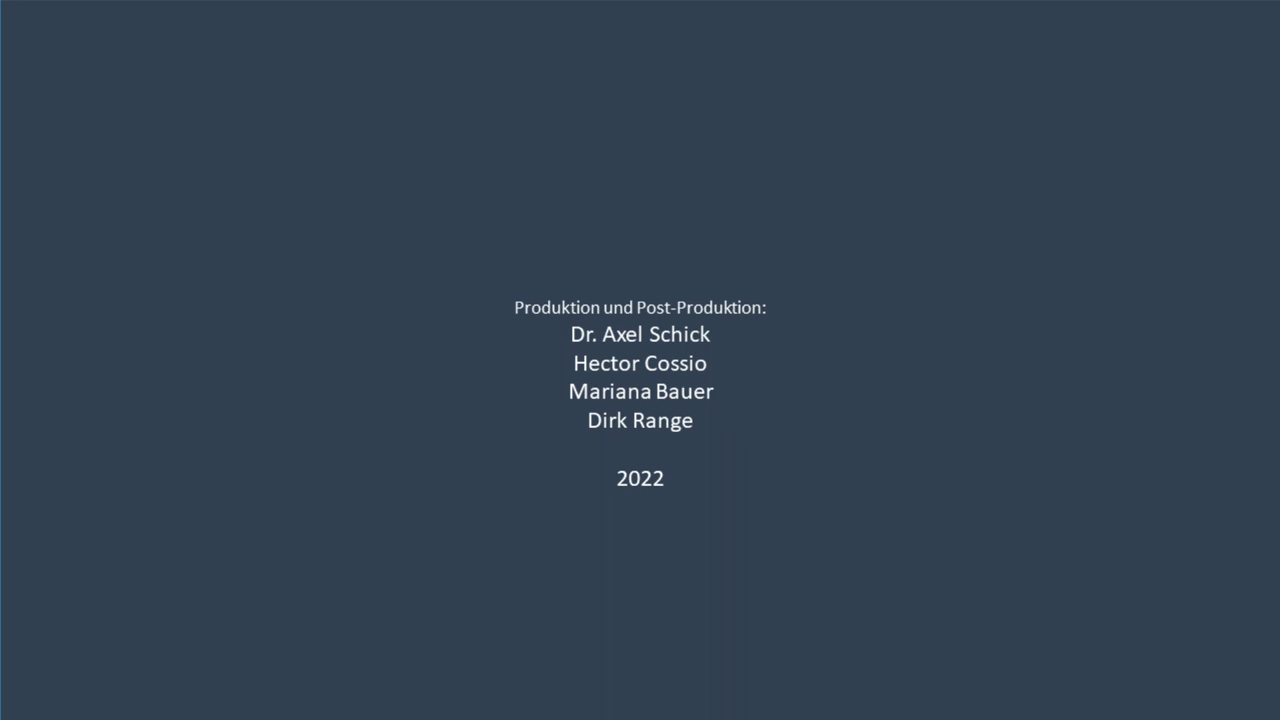 Produktion und Post-Produktion:
Dr. Axel Schick
Hector Cossio
Mariana Bauer
Dirk Range
2022